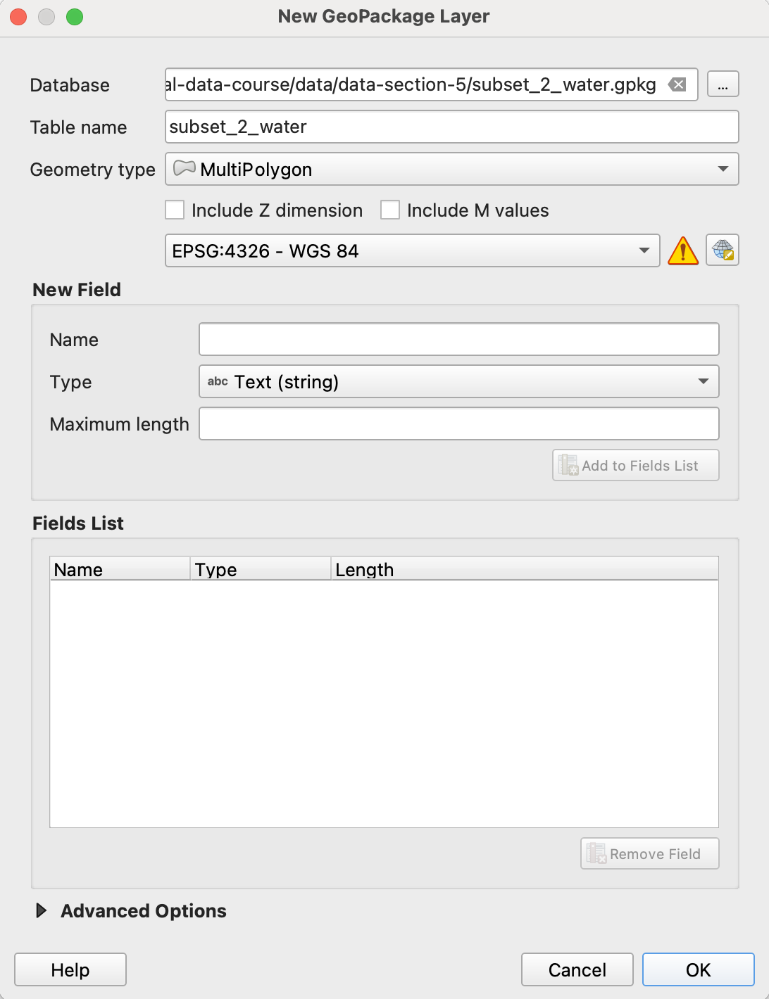 New GeoPackage Layer
Database al-data-course/data/data-section-5/subset_2_water.gpkg ...
Table name subset_2_water
Geometry type MultiPolygon
Include Z dimension Include M values
EPSG:4326 - WGS 84
New Field
Name
Type abc Text (string)
Maximum length
Add to Fields List
Fields List
Name Type Length
Remove Field
Advanced Options
Help Cancel OK